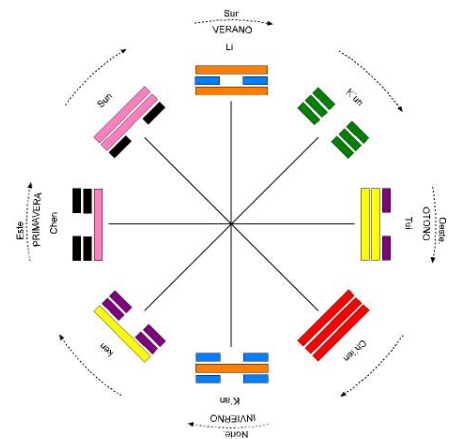 Sur
VERANO
Li
K'un
Oeste
OTOÑO
Tui
Ch'ien
K'an
INVIERNO
Norte
Ken
Este
PRIMAVERA
Chen
Sun